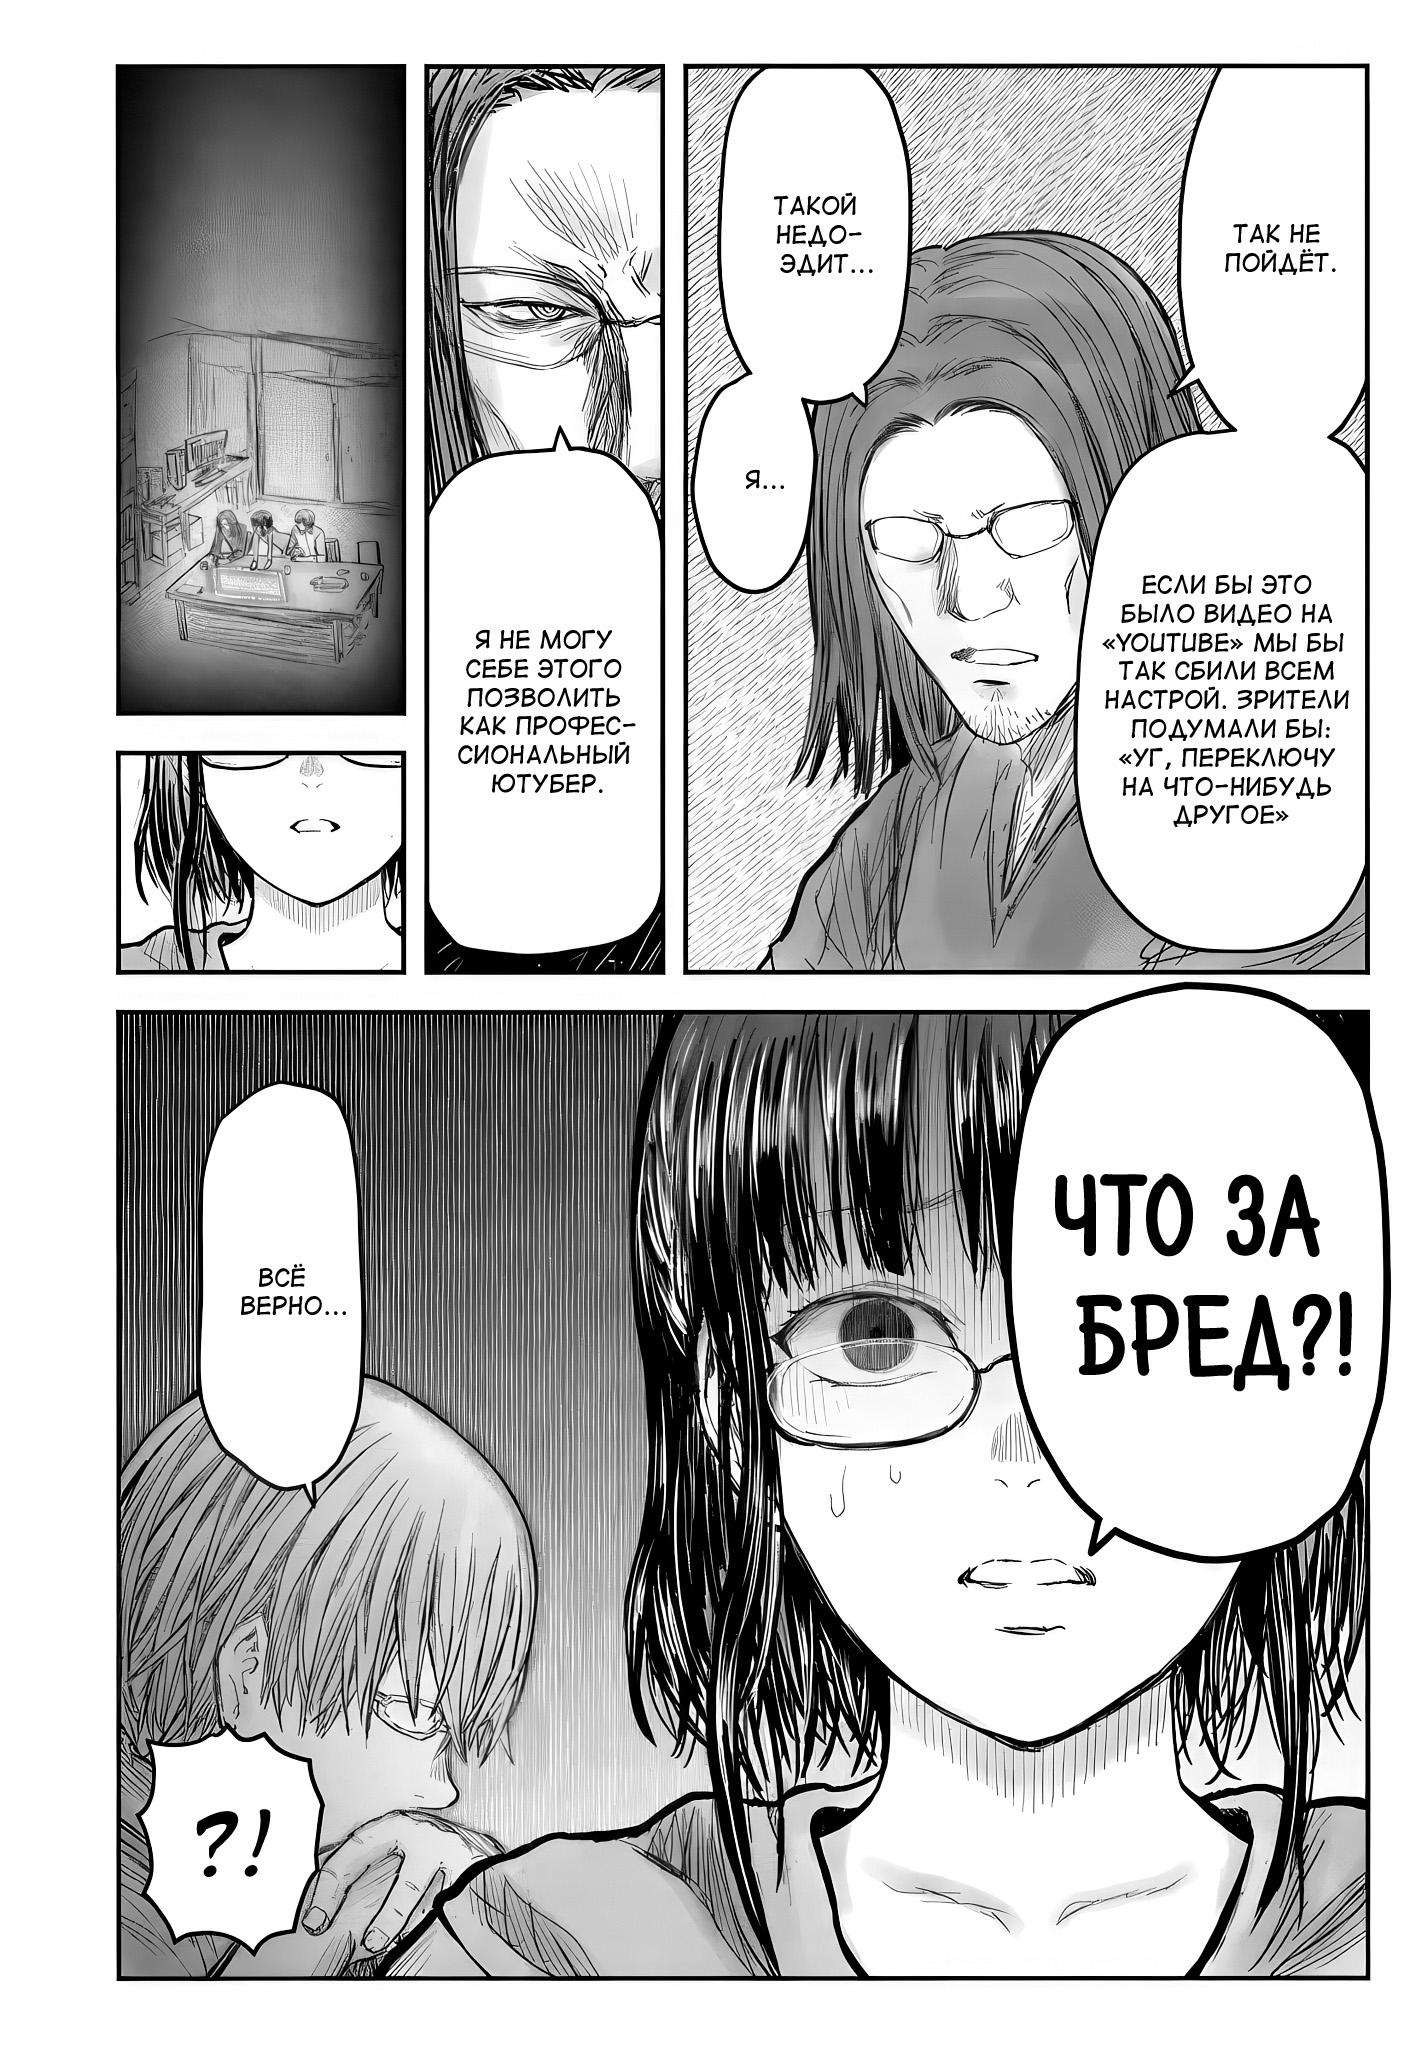 ТАК НЕ
ПОЙДЁТ.
ЕСЛИ БЫ ЭТО
БЫЛО ВИДЕО НА
«YOUTUBE» МЫ БЫ
ТАК СБИЛИ ВСЕМ
НАСТРОЙ. ЗРИТЕЛИ
ПОДУМАЛИ БЫ:
«УГ, ПЕРЕКЛЮЧУ
НА ЧТО-НИБУДЬ
ДРУГОЕ»
ТАКОЙ
НЕДО-
ЭДИТ...
Я...
Я НЕ МОГУ
СЕБЕ ЭТОГО
ПОЗВОЛИТЬ
КАК ПРОФЕС-
СИОНАЛЬНЫЙ
ЮТУБЕР.
ЧТО ЗА
БРЕД?!
ВСЁ
ВЕРНО...
?!